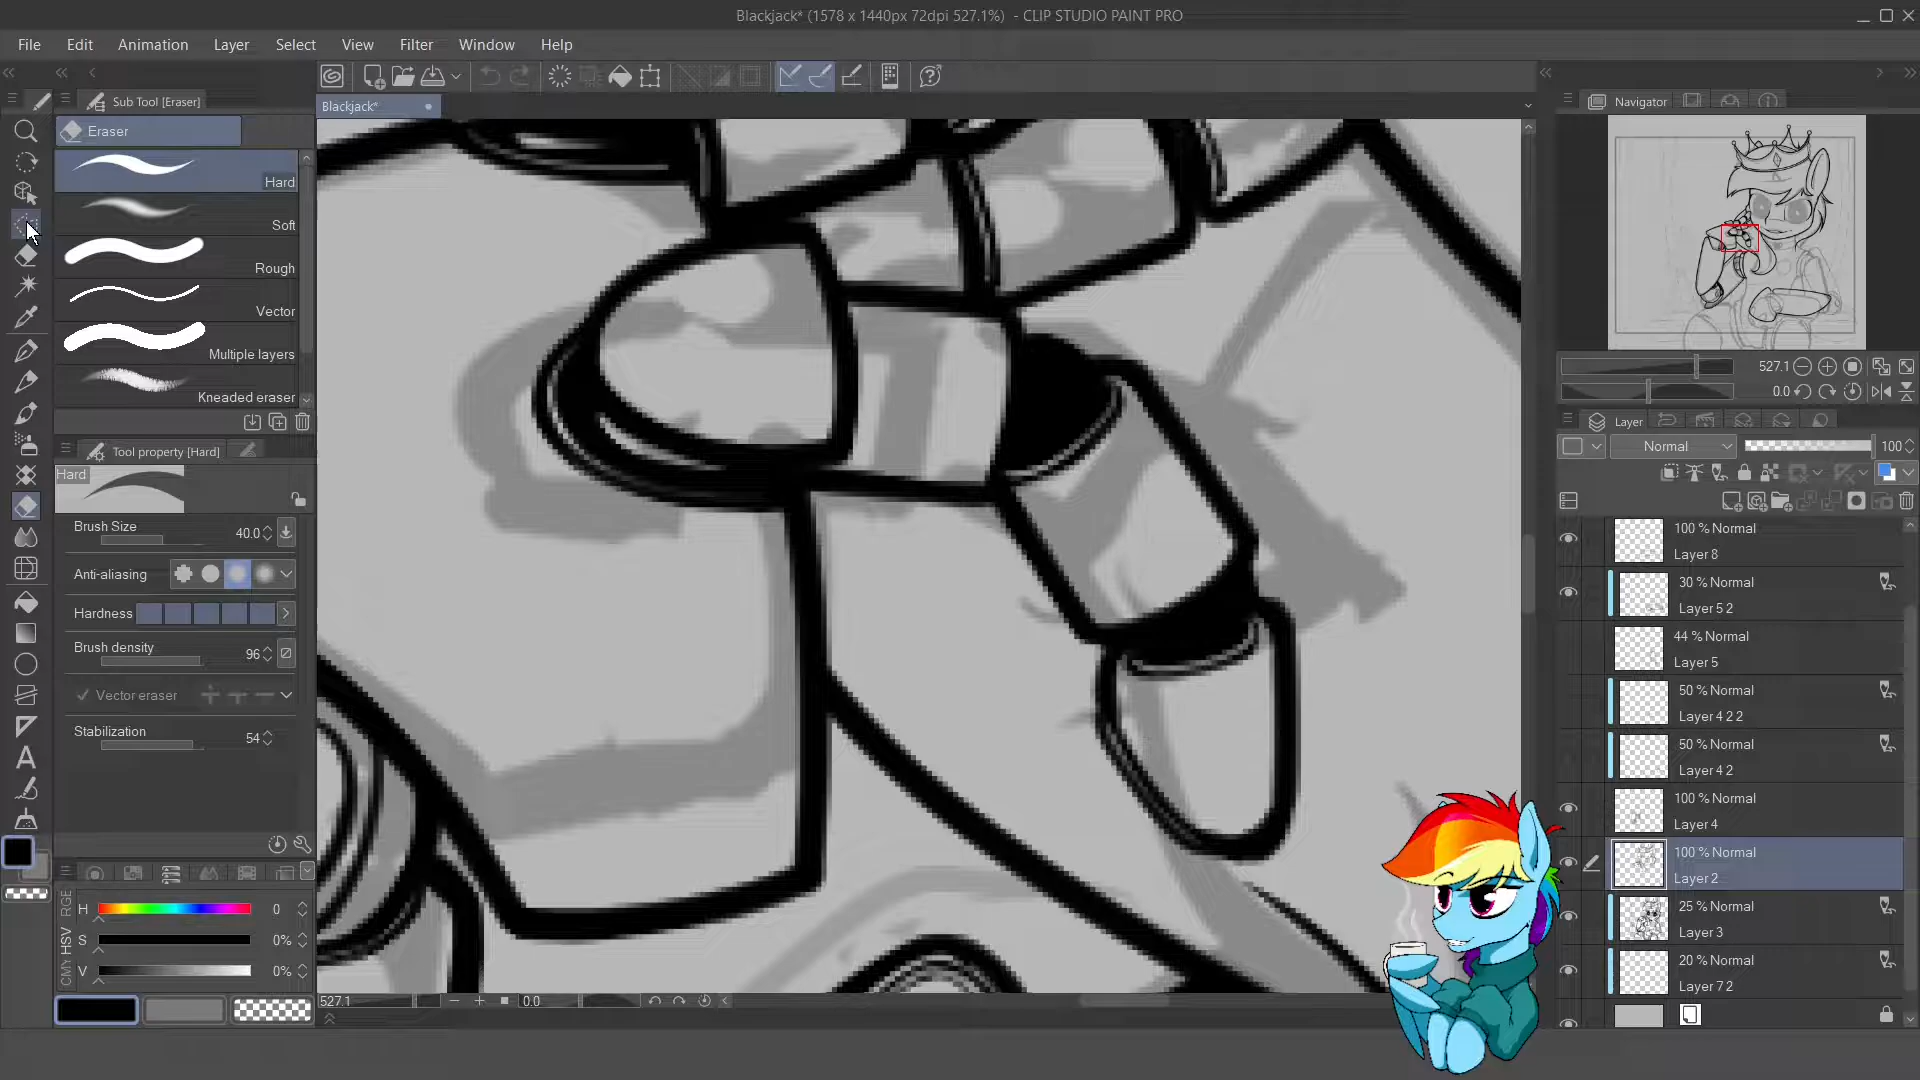 Blackjack* (1578 x 1440px 72dpi 527.1%) - CLIP STUDIO PAINT PRO
File Edit Animation Layer Select View Filter Window Help
Sub Tool [Eraser]
Blackjack*
Navigator
Eraser
Hard
Soft
Rough
Vector
Multiple layers
Kneaded eraser
Tool property [Hard]
Hard
Brush Size 40.0
Anti-aliasing
Hardness
Brush density 96
Vector eraser
Stabilization 54
RGB
HSV
CMY
H 0
S 0%
V 0%
A
527.1 0.0
527.1
0.0
Layer
Normal 100
100 % Normal
Layer 8
30 % Normal
Layer 5 2
44 % Normal
Layer 5
50 % Normal
Layer 4 2 2
50 % Normal
Layer 4 2
100 % Normal
Layer 4
100 % Normal
Layer 2
25 % Normal
Layer 3
20 % Normal
Layer 7 2